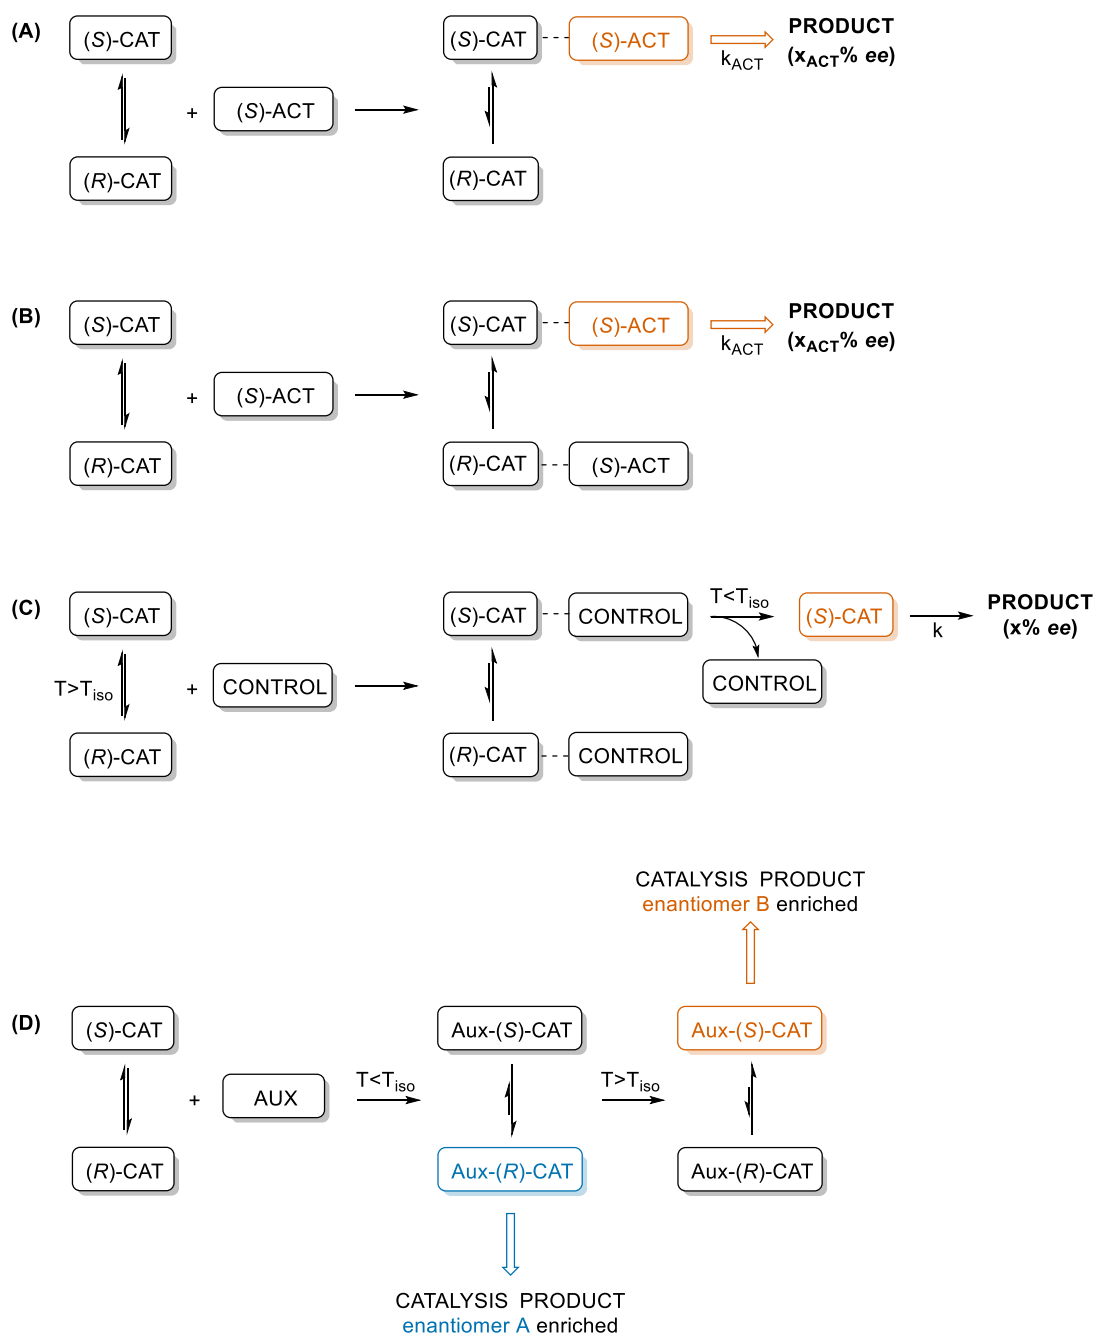 (A)
(S)-CAT
(R)-CAT
+
(S)-ACT
(S)-CAT
(S)-ACT
(R)-CAT
kACT
PRODUCT
(xACT% ee)
(B)
(S)-CAT
(R)-CAT
+
(S)-ACT
(S)-CAT
(S)-ACT
(R)-CAT
(S)-ACT
kACT
PRODUCT
(xACT% ee)
(C)
(S)-CAT
T>Tiso
(R)-CAT
+
CONTROL
(S)-CAT
CONTROL
(R)-CAT
CONTROL
T<Tiso
CONTROL
(S)-CAT
k
PRODUCT
(x% ee)
CATALYSIS PRODUCT
enantiomer B enriched
(D)
(S)-CAT
(R)-CAT
+
AUX
T<Tiso
Aux-(S)-CAT
Aux-(R)-CAT
T>Tiso
Aux-(S)-CAT
Aux-(R)-CAT
CATALYSIS PRODUCT
enantiomer A enriched